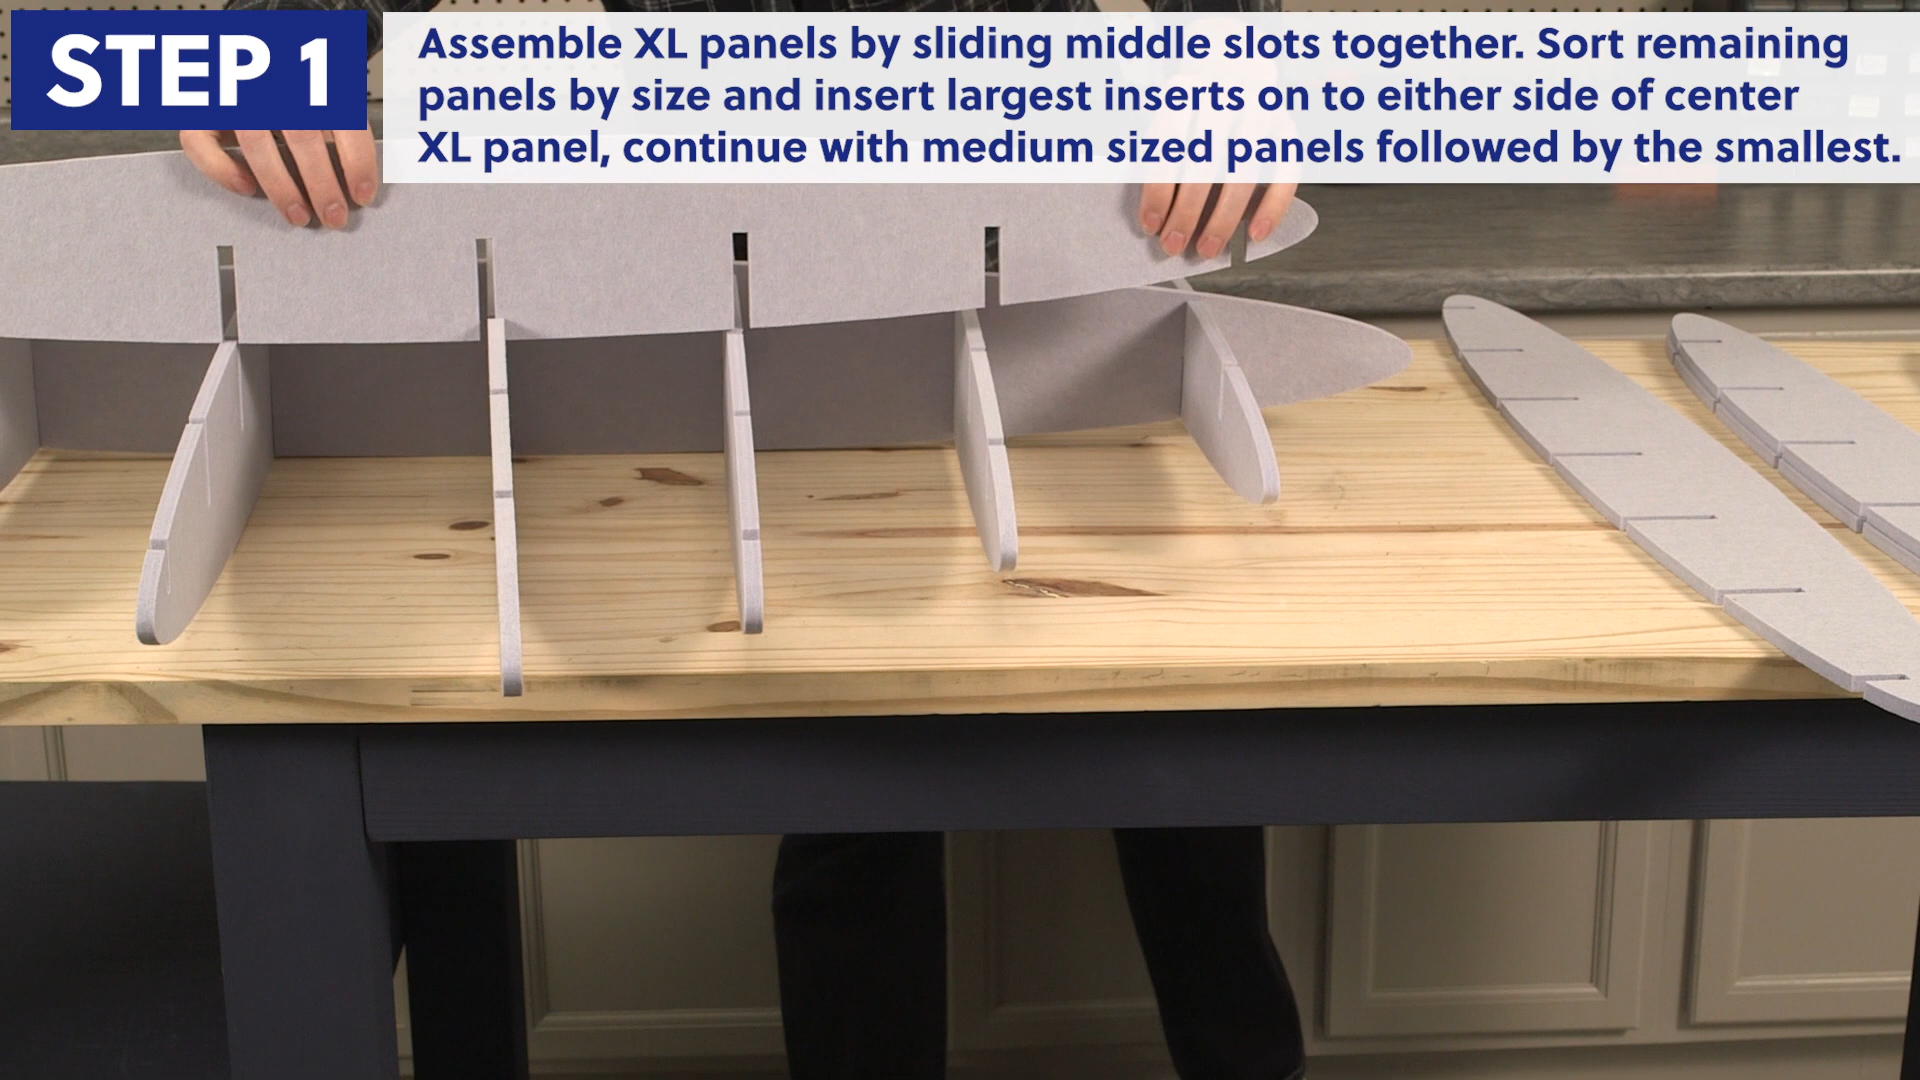 STEP 1
Assemble XL panels by sliding middle slots together. Sort remaining
panels by size and insert largest inserts on to either side of center
XL panel, continue with medium sized panels followed by the smallest.